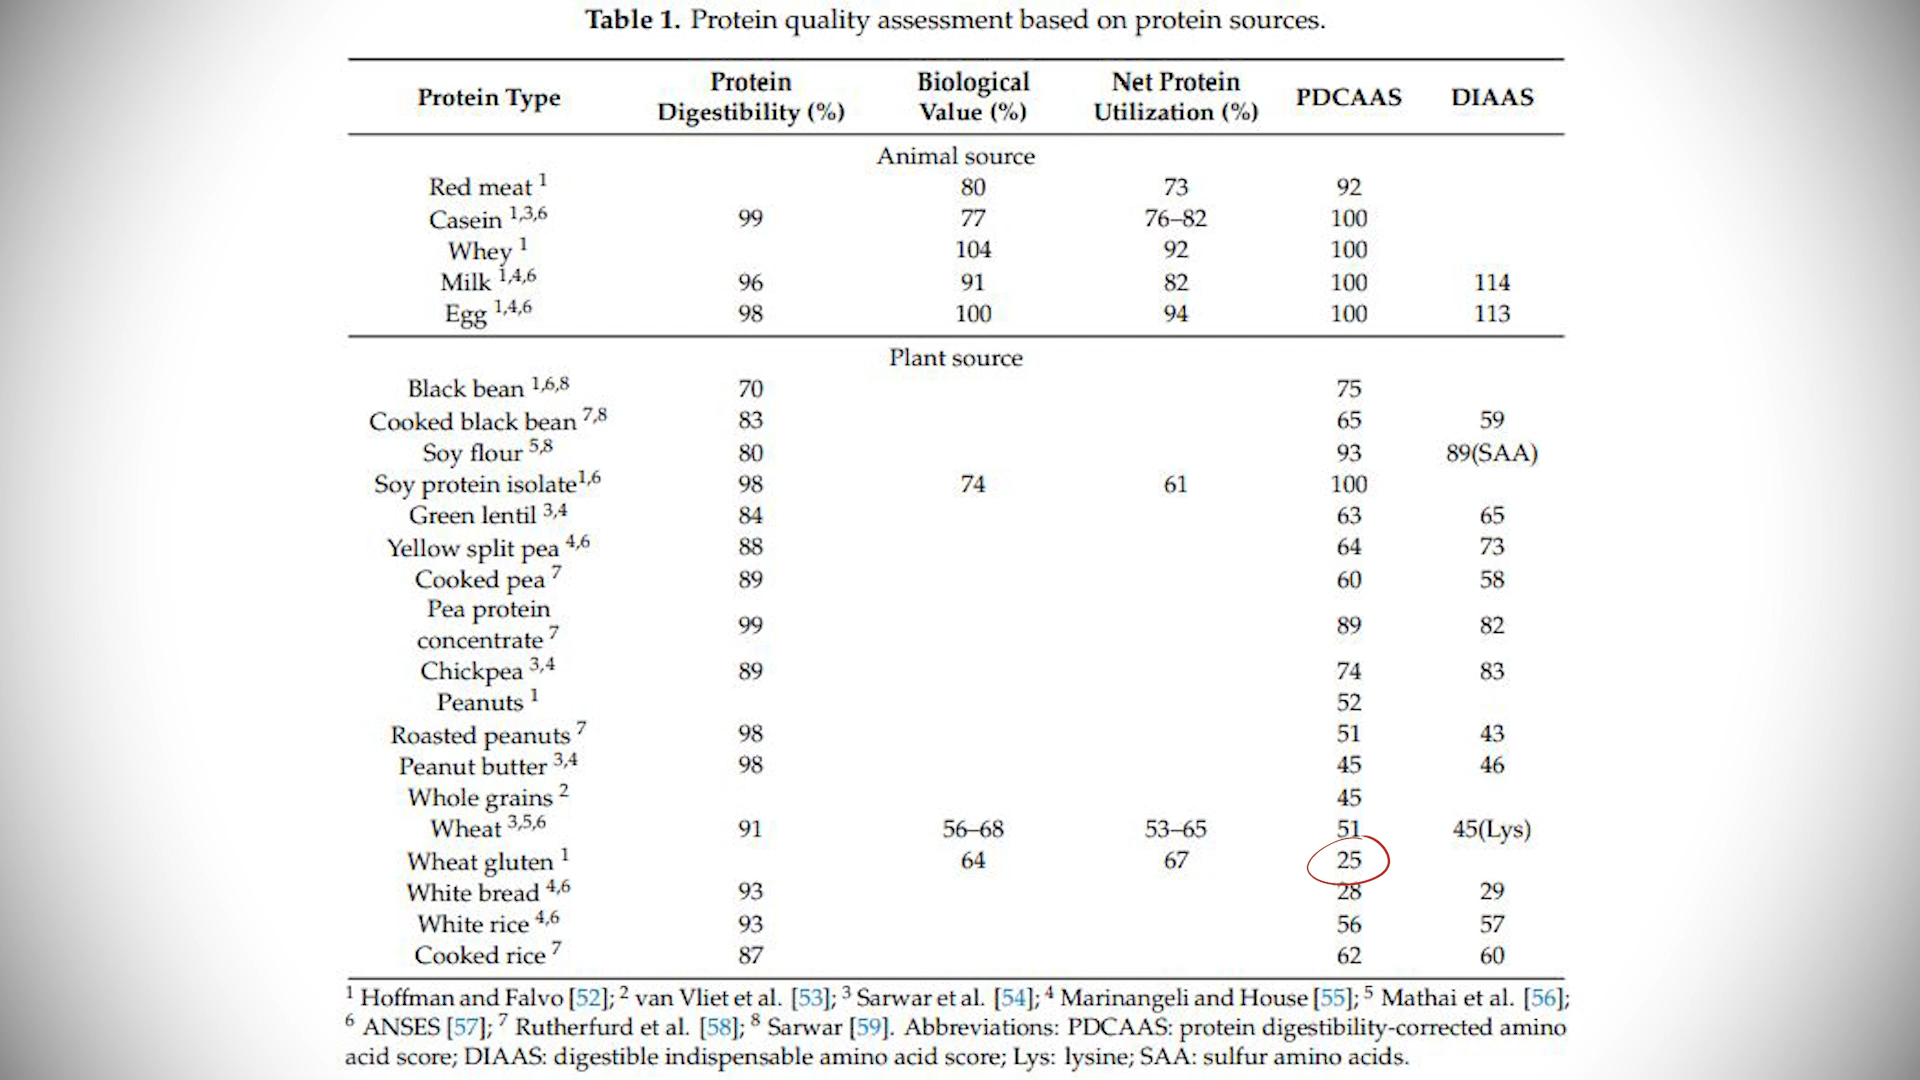 Table 1. Protein quality assessment based on protein sources.
Protein Type Protein Digestibility (%) Biological Value (%) Net Protein Utilization (%) PDCAAS DIAAS
Animal source
Red meat 1 80 73 92
Casein 1,3,6 99 77 76–82 100
Whey 1 104 92 100
Milk 1,4,6 96 91 82 100 114
Egg 1,4,6 98 100 94 100 113
Plant source
Black bean 1,6,8 70 75
Cooked black bean 7,8 83 65 59
Soy flour 5,8 80 93 89(SAA)
Soy protein isolate1,6 98 74 61 100
Green lentil 3,4 84 63 65
Yellow split pea 4,6 88 64 73
Cooked pea 7 89 60 58
Pea protein concentrate 7 99 89 82
Chickpea 3,4 89 74 83
Peanuts 1 52
Roasted peanuts 7 98 51 43
Peanut butter 3,4 98 45 46
Whole grains 2 45
Wheat 3,5,6 91 56–68 53–65 51 45(Lys)
Wheat gluten 1 64 67 25
White bread 4,6 93 28 29
White rice 4,6 93 56 57
Cooked rice 7 87 62 60
1 Hoffman and Falvo [52]; 2 van Vliet et al. [53]; 3 Sarwar et al. [54]; 4 Marinangeli and House [55]; 5 Mathai et al. [56];
6 ANSES [57]; 7 Rutherfurd et al. [58]; 8 Sarwar [59]. Abbreviations: PDCAAS: protein digestibility-corrected amino
acid score; DIAAS: digestible indispensable amino acid score; Lys: lysine; SAA: sulfur amino acids.